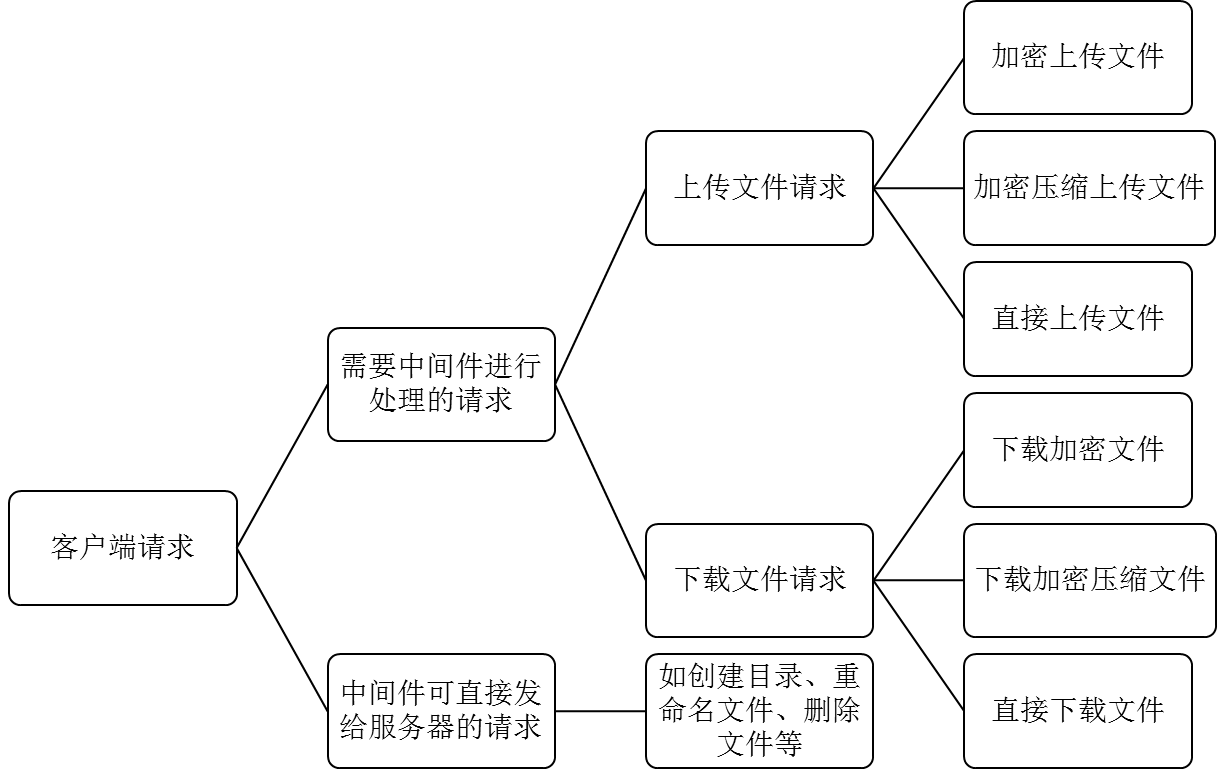 客户端请求
需要中间件进行
处理的请求
中间件可直接发
给服务器的请求
上传文件请求
下载文件请求
如创建目录、重
命名文件、删除
文件等
加密上传文件
加密压缩上传文件
直接上传文件
下载加密文件
下载加密压缩文件
直接下载文件